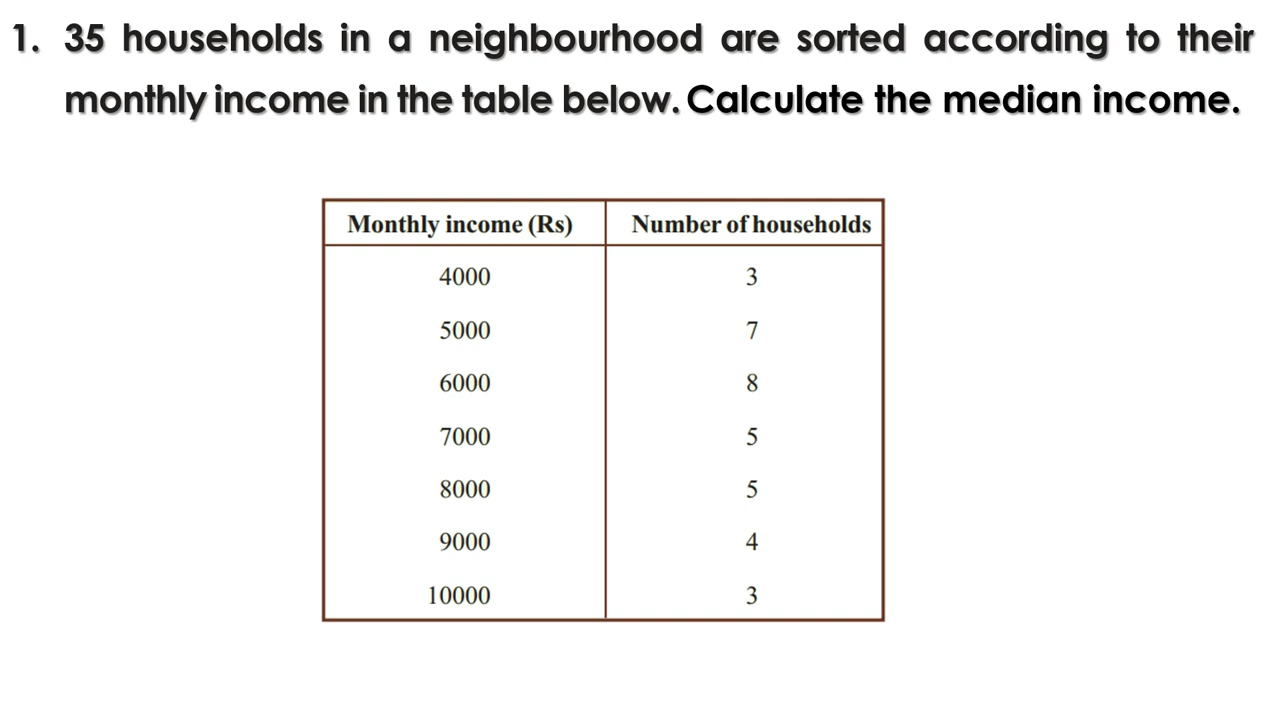 1. 35 households in a neighbourhood are sorted according to their
monthly income in the table below. Calculate the median income.
Monthly income (Rs) Number of households
4000 3
5000 7
6000 8
7000 5
8000 5
9000 4
10000 3